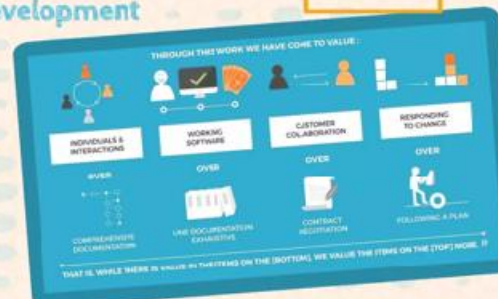 velopment
THROUGH THIS WORK WE HAVE COME TO VALUE :
INDIVIDUALS &
INTERACTIONS
WORKING
SOFTWARE
CUSTOMER
COLLABORATION
RESPONDING
TO CHANGE
OVER
OVER
OVER
OVER
COMPREHENSIVE
DOCUMENTATION
UNE DOCUMENTATION
EXHAUSTIVE
CONTRACT
NEGOTIATION
FOLLOWING A PLAN
THAT IS, WHILE THERE IS VALUE IN THE ITEMS ON THE [BOTTOM], WE VALUE THE ITEMS ON THE [TOP] MORE.